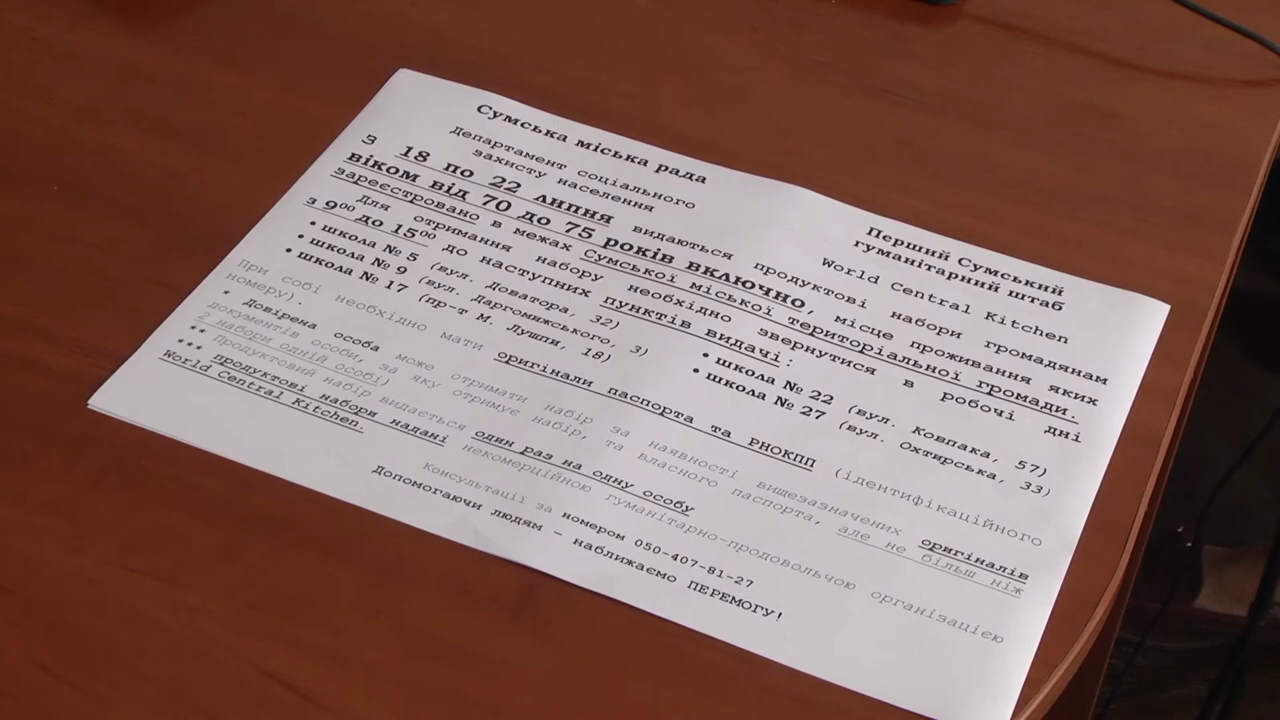 Сумська міська рада
Департамент соціального
захисту населення
Перший Сумський
гуманітарний штаб
World Central Kitchen
З 18 по 22 липня видаються продуктові набори громадянам
віком від 70 до 75 років включно, місце проживання яких
зареєстровано в межах Сумської міської територіальної громади.
Для отримання набору необхідно звернутися в робочі дні
з 9⁰⁰ до 15⁰⁰ до наступних пунктів видачі:
• школа № 5 (вул. Доватора, 32)
• школа № 9 (вул. Даргомижського, 3)
• школа № 17 (пр-т М. Лушпи, 18)
• школа № 22 (вул. Ковпака, 57)
• школа № 27 (вул. Охтирська, 33)
При собі необхідно мати оригінали паспорта та РНОКПП (ідентифікаційного
номеру).
* довірена особа може отримати набір за наявності вищезазначених оригіналів
документів особи, за яку отримує набір, та власного паспорта, але не більш ніж
2 набори одній особі)
** Продуктовий набір видається один раз на одну особу
*** продуктові набори надані некомерційною гуманітарно-продовольчою організацією
World Central Kitchen.
Консультації за номером 050-407-81-27
Допомогаючи людям – наближаємо ПЕРЕМОГУ!